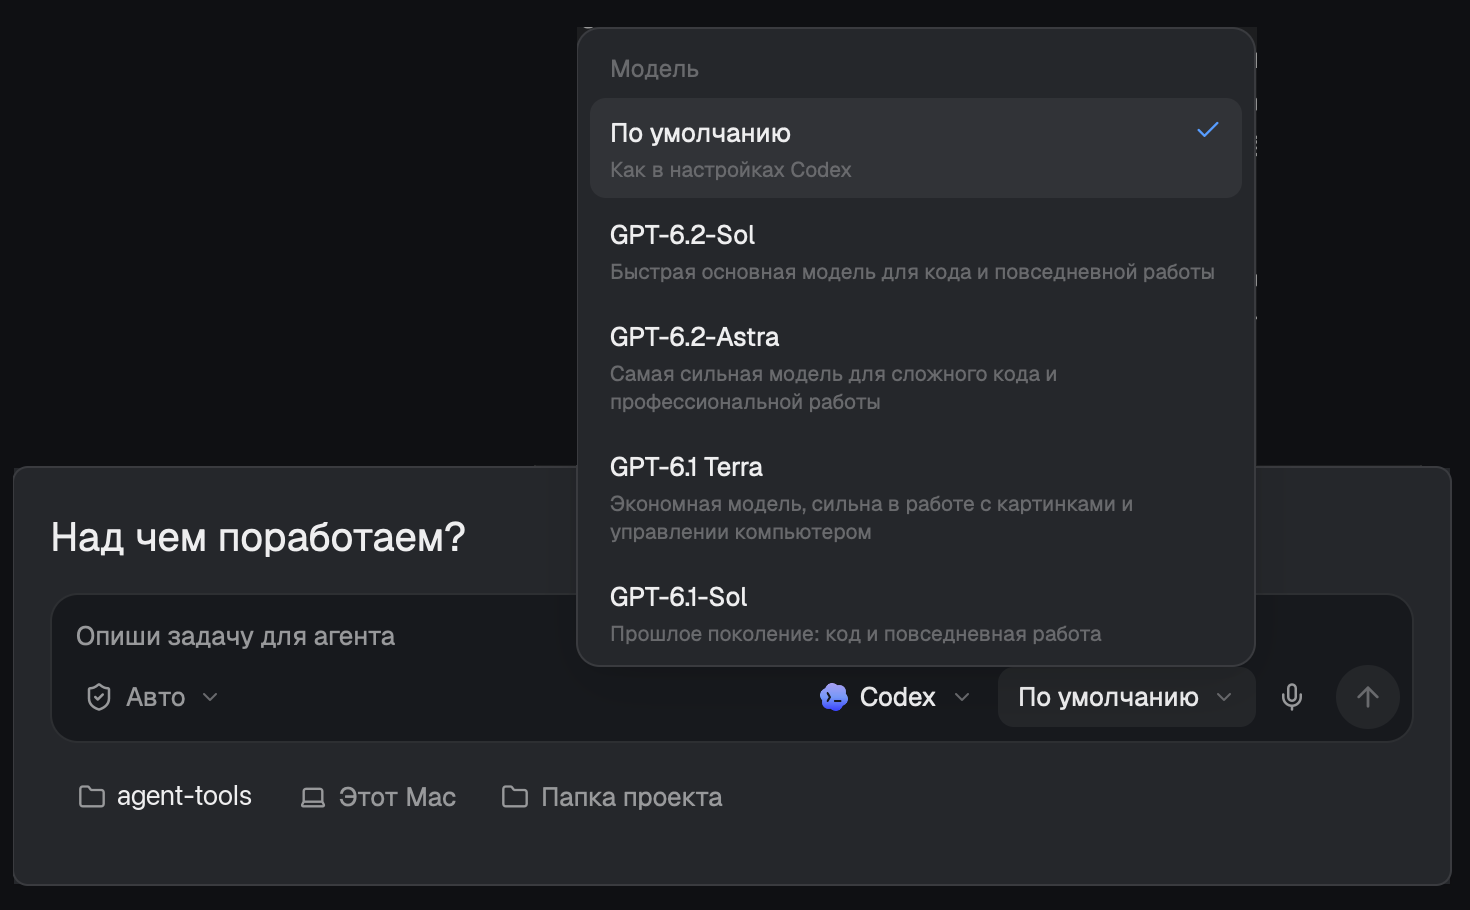 Модель
По умолчанию
Как в настройках Codex
GPT-6.2-Sol
Быстрая основная модель для кода и повседневной работы
GPT-6.2-Astra
Самая сильная модель для сложного кода и
профессиональной работы
GPT-6.1 Terra
Экономная модель, сильна в работе с картинками и
управлении компьютером
GPT-6.1-Sol
Прошлое поколение: код и повседневная работа
Над чем поработаем?
Опиши задачу для агента
Авто
Codex
По умолчанию
agent-tools
Этот Mac
Папка проекта